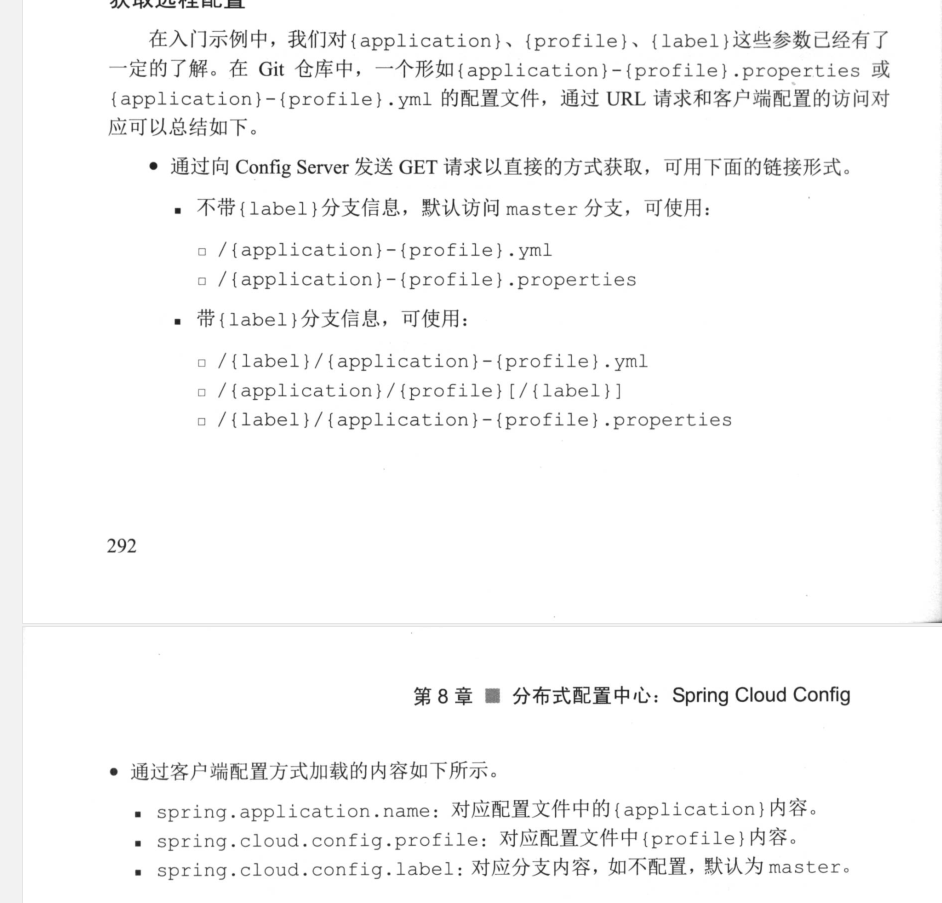 获取远程配置
在入门示例中，我们对{application}、{profile}、{label}这些参数已经有了
一定的了解。在 Git 仓库中，一个形如{application}-{profile}.properties 或
{application}-{profile}.yml 的配置文件，通过 URL 请求和客户端配置的访问对
应可以总结如下。
● 通过向 Config Server 发送 GET 请求以直接的方式获取，可用下面的链接形式。
■ 不带{label}分支信息，默认访问 master 分支，可使用：
□ /{application}-{profile}.yml
□ /{application}-{profile}.properties
■ 带{label}分支信息，可使用：
□ /{label}/{application}-{profile}.yml
□ /{application}/{profile}[/{label}]
□ /{label}/{application}-{profile}.properties
292
第 8 章 ■ 分布式配置中心：Spring Cloud Config
● 通过客户端配置方式加载的内容如下所示。
■ spring.application.name：对应配置文件中的{application}内容。
■ spring.cloud.config.profile：对应配置文件中{profile}内容。
■ spring.cloud.config.label：对应分支内容，如不配置，默认为 master。